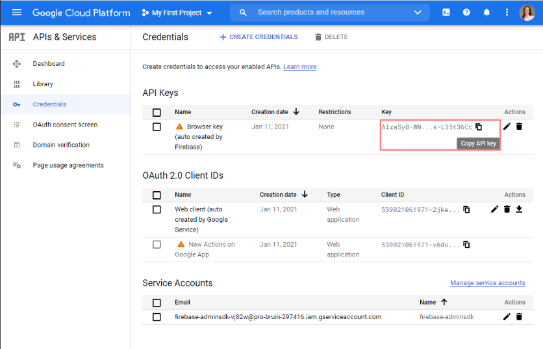 Google Cloud Platform
My First Project
Search products and resources
API APIs & Services
Credentials
+ CREATE CREDENTIALS
DELETE
Dashboard
Library
Credentials
OAuth consent screen
Domain verification
Page usage agreements
Create credentials to access your enabled APIs. Learn more
API Keys
Name Creation date Restrictions Key Actions
Browser key
(auto created by
Firebase)
Jan 11, 2021 None AIzaSyB-WN...s-L35t36Cc
Copy API key
OAuth 2.0 Client IDs
Name Creation date Type Client ID Actions
Web client (auto
created by Google
Service)
Jan 11, 2021 Web
application
539021061971-2jke...
New Actions on
Google App
Jan 11, 2021 Web
application
539021061971-v6du...
Service Accounts
Manage service accounts
Email Name Actions
firebase-adminsdk-vj82w@pro-bruin-297416.iam.gserviceaccount.com firebase-adminsdk